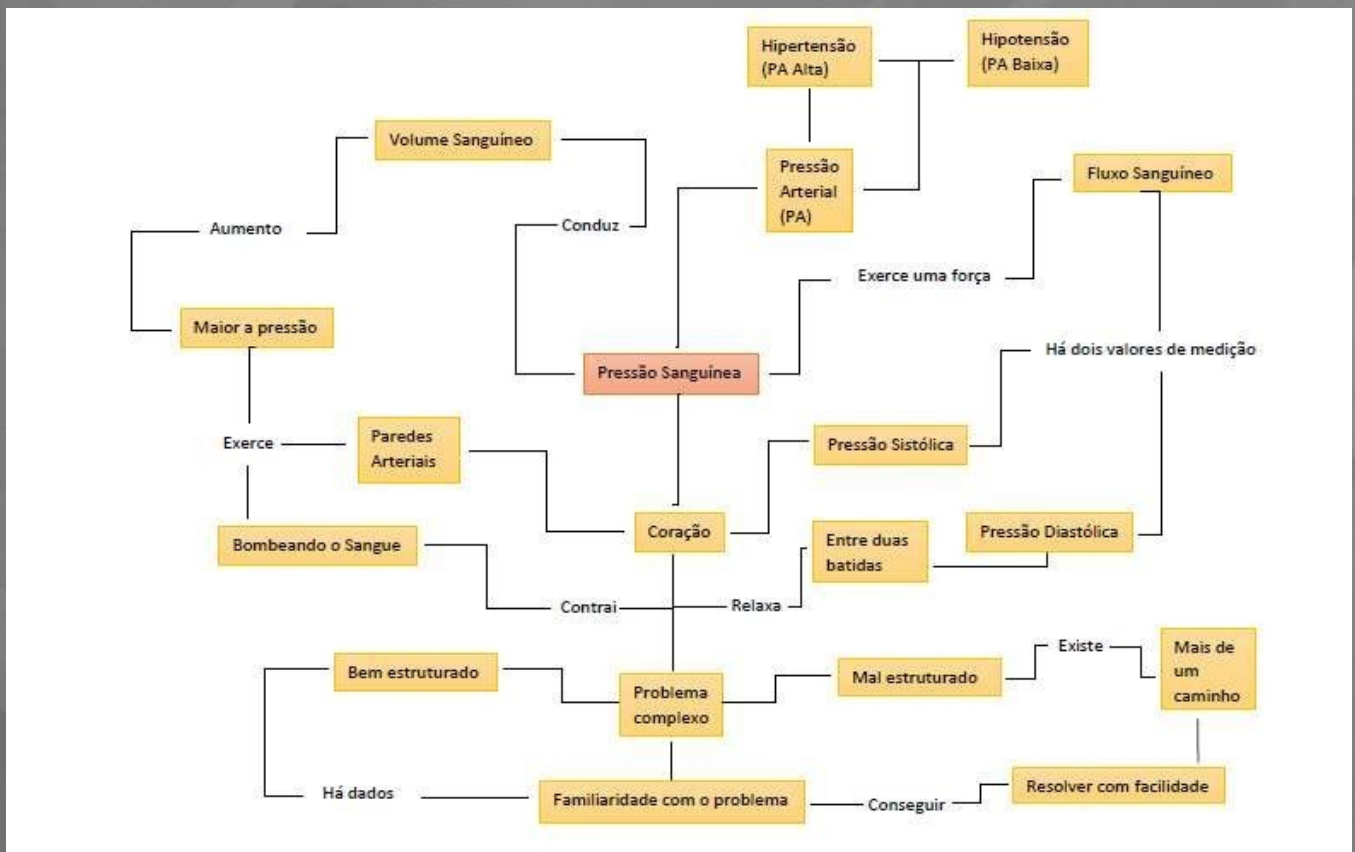 Hipertensão
(PA Alta)
Hipotensão
(PA Baixa)
Volume Sanguíneo
Pressão
Arterial
(PA)
Fluxo Sanguíneo
Aumento
Conduz
Exerce uma força
Maior a pressão
Pressão Sanguínea
Há dois valores de medição
Exerce
Paredes
Arteriais
Pressão Sistólica
Bombeando o Sangue
Coração
Entre duas
batidas
Pressão Diastólica
Contrai
Relaxa
Bem estruturado
Problema
complexo
Mal estruturado
Existe
Mais de
um
caminho
Há dados
Familiaridade com o problema
Conseguir
Resolver com facilidade